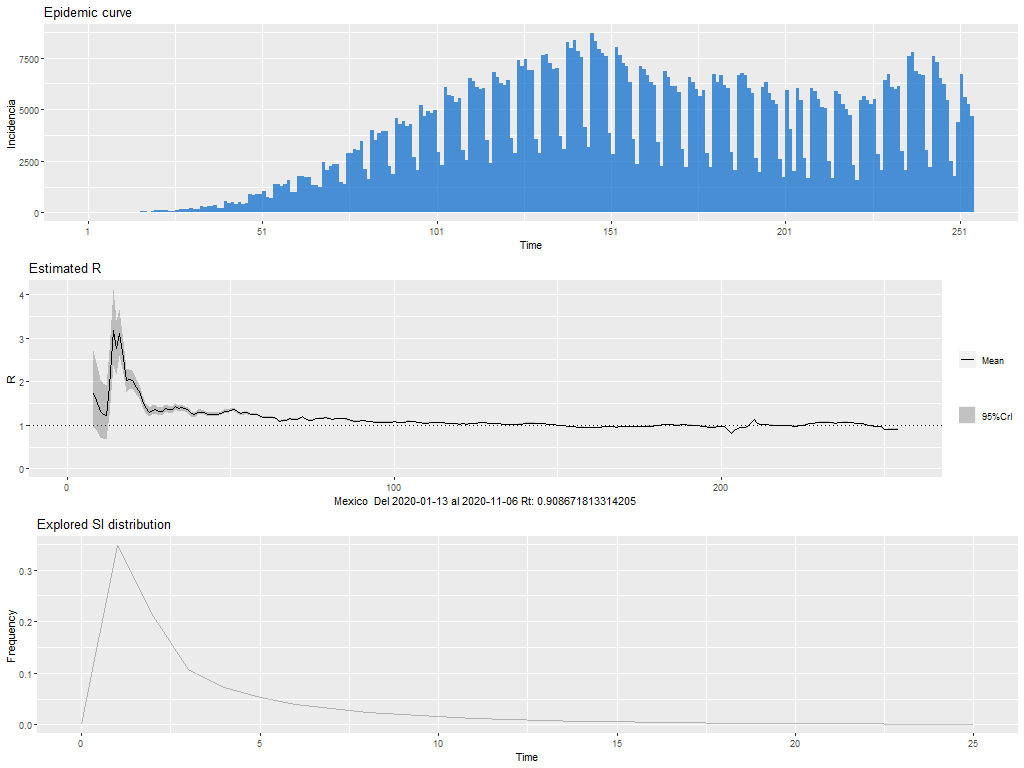 Epidemic curve
7500
5000
2500
0
Incidencia
1 51 101 151 201 251
Time
Estimated R
4
3
2
1
0
R
0 100 200
Mexico Del 2020-01-13 al 2020-11-06 Rt: 0.908671813314205
Mean
95%CrI
Explored SI distribution
0.3
0.2
0.1
0.0
Frequency
0 5 10 15 20 25
Time